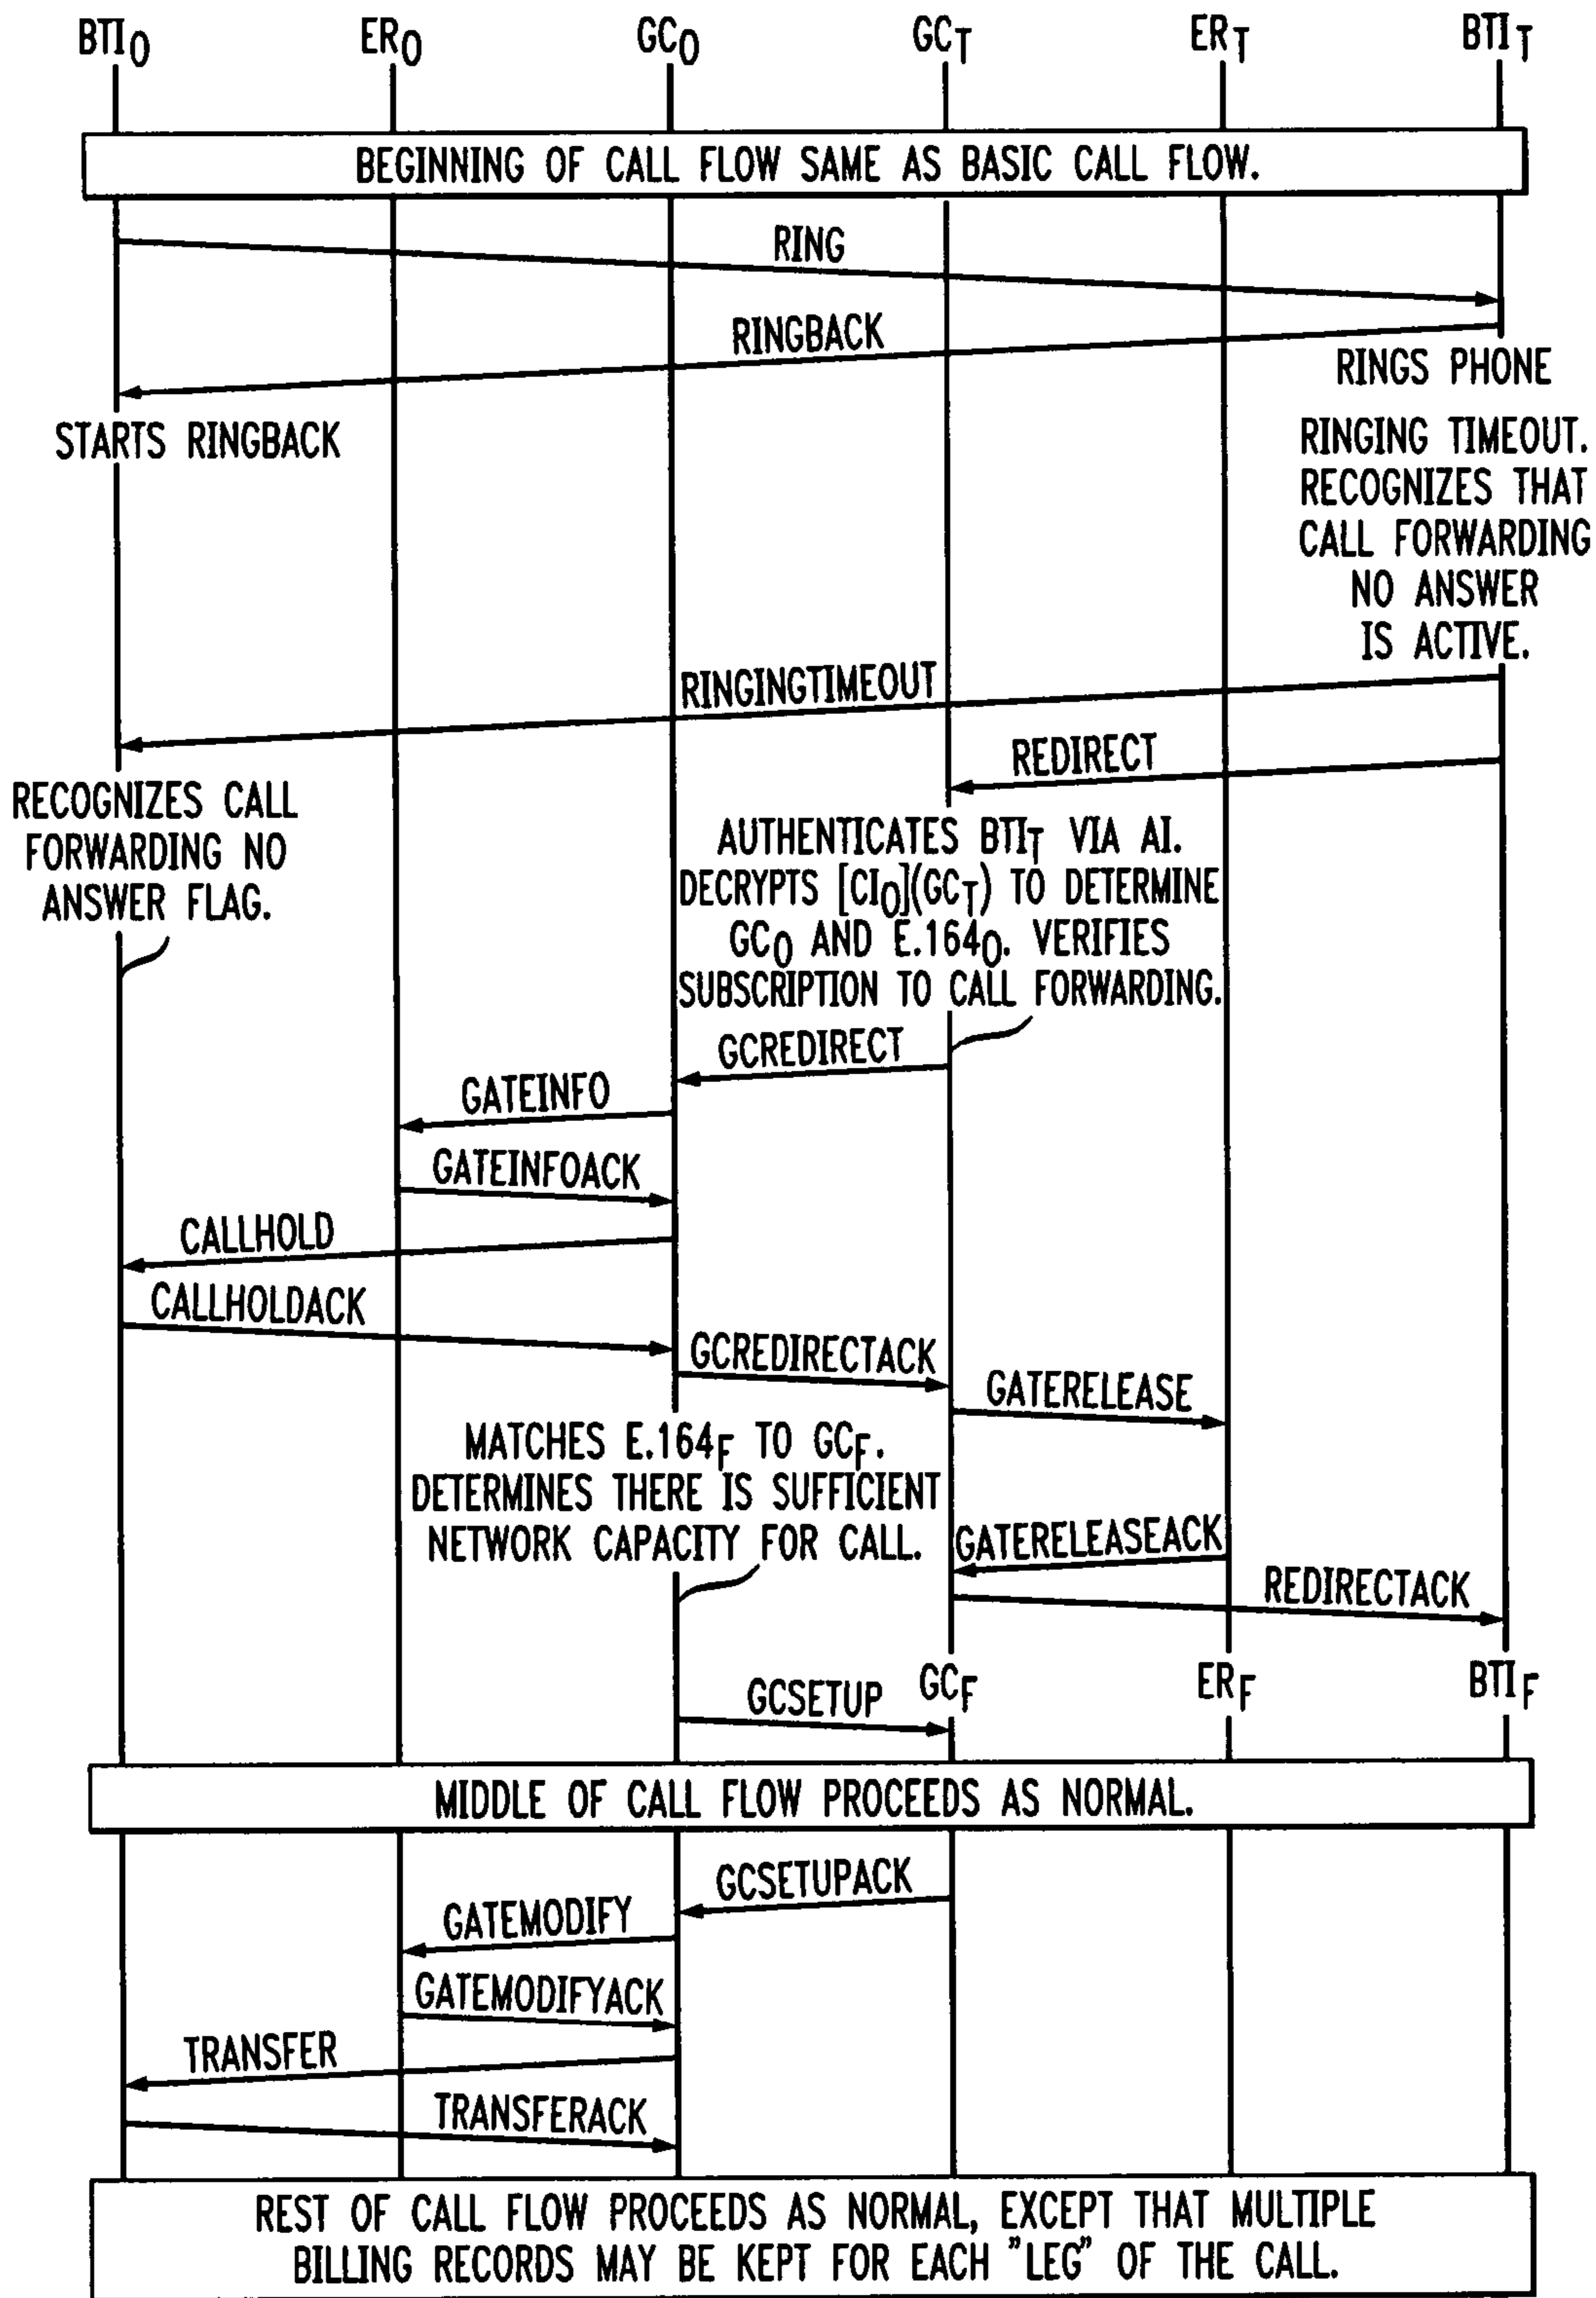 BTIO ERO GCO GCT ERT BTIT
BEGINNING OF CALL FLOW SAME AS BASIC CALL FLOW.
RING
RINGBACK
RINGS PHONE
STARTS RINGBACK
RINGING TIMEOUT.
RECOGNIZES THAT
CALL FORWARDING
NO ANSWER
IS ACTIVE.
RINGINGTIMEOUT
REDIRECT
RECOGNIZES CALL
FORWARDING NO
ANSWER FLAG.
AUTHENTICATES BTIT VIA AI.
DECRYPTS [CIO](GCT) TO DETERMINE
GCO AND E.164O. VERIFIES
SUBSCRIPTION TO CALL FORWARDING.
GCREDIRECT
GATEINFO
GATEINFOACK
CALLHOLD
CALLHOLDACK
GCREDIRECTACK
GATERELEASE
MATCHES E.164F TO GCF.
DETERMINES THERE IS SUFFICIENT
NETWORK CAPACITY FOR CALL.
GATERELEASEACK
REDIRECTACK
GCF ERF BTIF
GCSETUP
MIDDLE OF CALL FLOW PROCEEDS AS NORMAL.
GCSETUPACK
GATEMODIFY
GATEMODIFYACK
TRANSFER
TRANSFERACK
REST OF CALL FLOW PROCEEDS AS NORMAL, EXCEPT THAT MULTIPLE
BILLING RECORDS MAY BE KEPT FOR EACH "LEG" OF THE CALL.